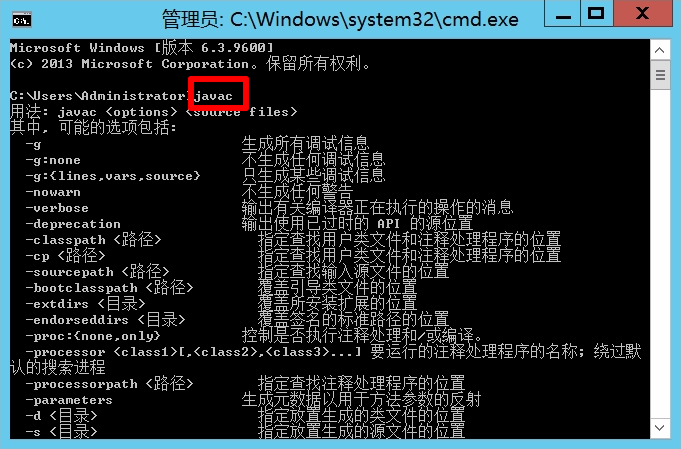 管理员: C:\Windows\system32\cmd.exe
Microsoft Windows [版本 6.3.9600]
(c) 2013 Microsoft Corporation。保留所有权利。
C:\Users\Administrator>javac
用法: javac <options> <source files>
其中, 可能的选项包括:
-g 生成所有调试信息
-g:none 不生成任何调试信息
-g:{lines,vars,source} 只生成某些调试信息
-nowarn 不生成任何警告
-verbose 输出有关编译器正在执行的操作的消息
-deprecation 输出使用已过时的 API 的源位置
-classpath <路径> 指定查找用户类文件和注释处理程序的位置
-cp <路径> 指定查找用户类文件和注释处理程序的位置
-sourcepath <路径> 指定查找输入源文件的位置
-bootclasspath <路径> 覆盖引导类文件的位置
-extdirs <目录> 覆盖所安装扩展的位置
-endorseddirs <目录> 覆盖签名的标准路径的位置
-proc:{none,only} 控制是否执行注释处理和/或编译。
-processor <class1>[,<class2>,<class3>...] 要运行的注释处理程序的名称; 绕过默
认的搜索进程
-processorpath <路径> 指定查找注释处理程序的位置
-parameters 生成元数据以用于方法参数的反射
-d <目录> 指定放置生成的类文件的位置
-s <目录> 指定放置生成的源文件的位置